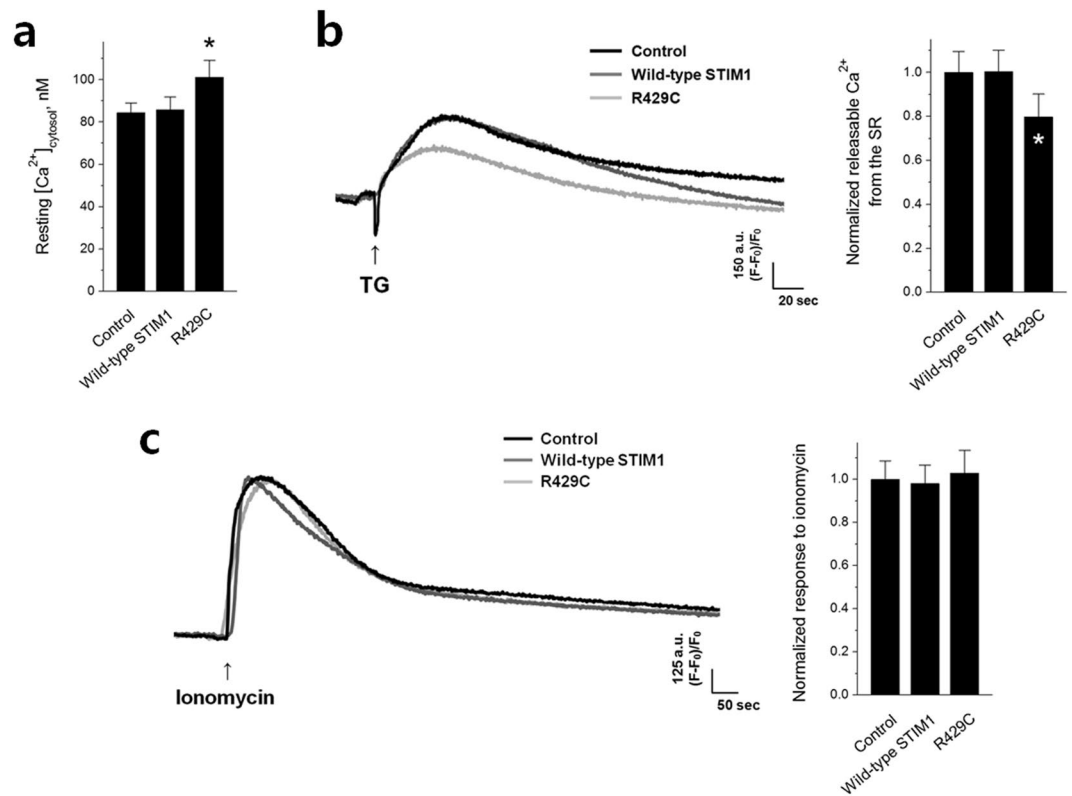 a
Resting [Ca2+]cytosol, nM
100
80
60
40
20
0
*
Control
Wild-type STIM1
R429C
b
Control
Wild-type STIM1
R429C
↑
TG
150 a.u.
(F-F0)/F0
20 sec
Normalized releasable Ca2+
from the SR
1.0
0.8
0.6
0.4
0.2
0.0
*
Control
Wild-type STIM1
R429C
c
Control
Wild-type STIM1
R429C
↑
Ionomycin
125 a.u.
(F-F0)/F0
50 sec
Normalized response to ionomycin
1.0
0.8
0.6
0.4
0.2
0.0
Control
Wild-type STIM1
R429C